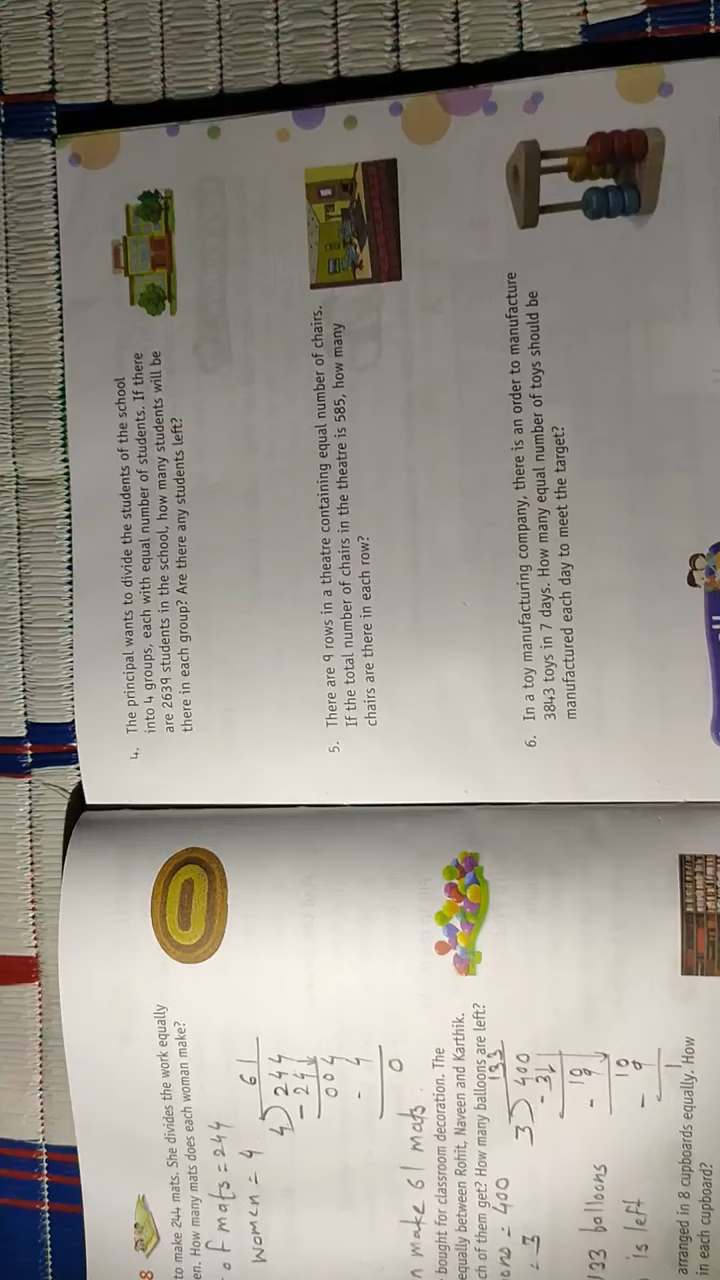 8
to make 244 mats. She divides the work equally
en. How many mats does each woman make?
of mats = 244
women = 4
61
4)244
- 24↓
004
- 4
0
n make 61 mats.
bought for classroom decoration. The
equally between Rohit, Naveen and Karthik.
ch of them get? How many balloons are left?
ons = 400
= 3
133
3)400
- 3↓
10
- 9↓
10
- 9
1
33 balloons
is left
arranged in 8 cupboards equally. How
in each cupboard?
4. The principal wants to divide the students of the school
into 4 groups, each with equal number of students. If there
are 2639 students in the school, how many students will be
there in each group? Are there any students left?
5. There are 9 rows in a theatre containing equal number of chairs.
If the total number of chairs in the theatre is 585, how many
chairs are there in each row?
6. In a toy manufacturing company, there is an order to manufacture
3843 toys in 7 days. How many equal number of toys should be
manufactured each day to meet the target?